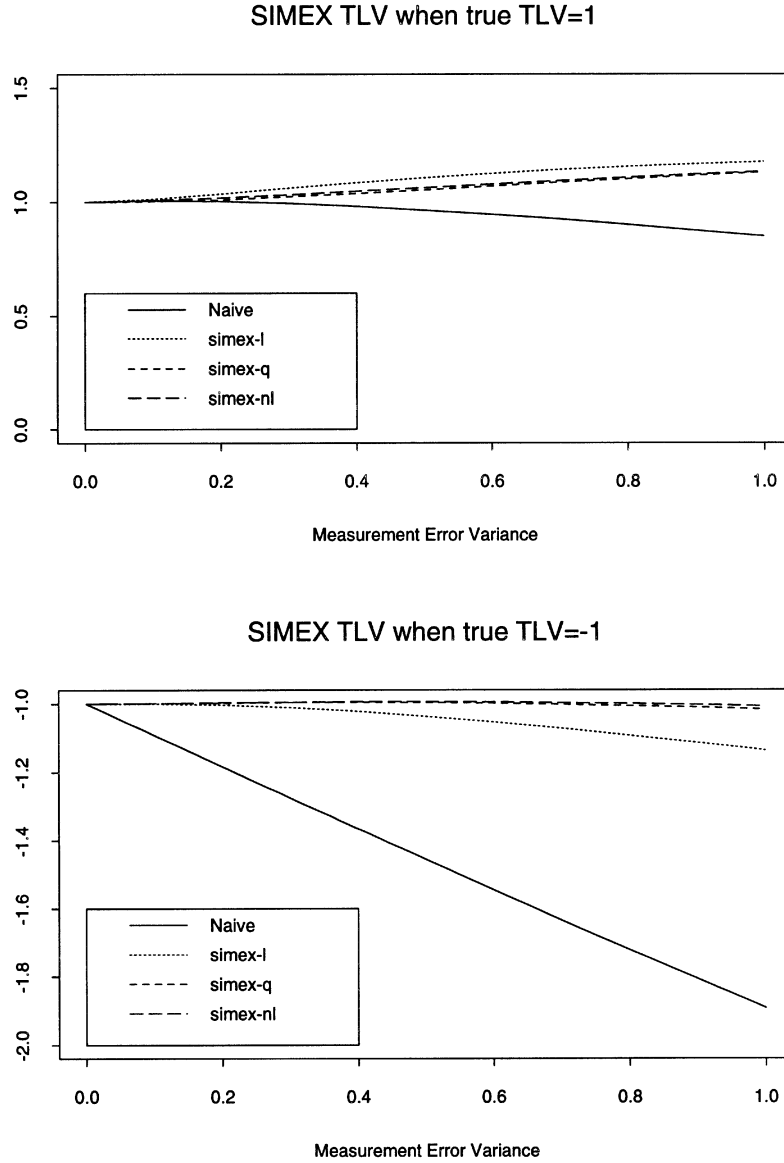 SIMEX TLV when true TLV=1
1.5
1.0
0.5
0.0
Naive
simex-l
simex-q
simex-nl
0.0 0.2 0.4 0.6 0.8 1.0
Measurement Error Variance
SIMEX TLV when true TLV=-1
-1.0
-1.2
-1.4
-1.6
-1.8
-2.0
Naive
simex-l
simex-q
simex-nl
0.0 0.2 0.4 0.6 0.8 1.0
Measurement Error Variance